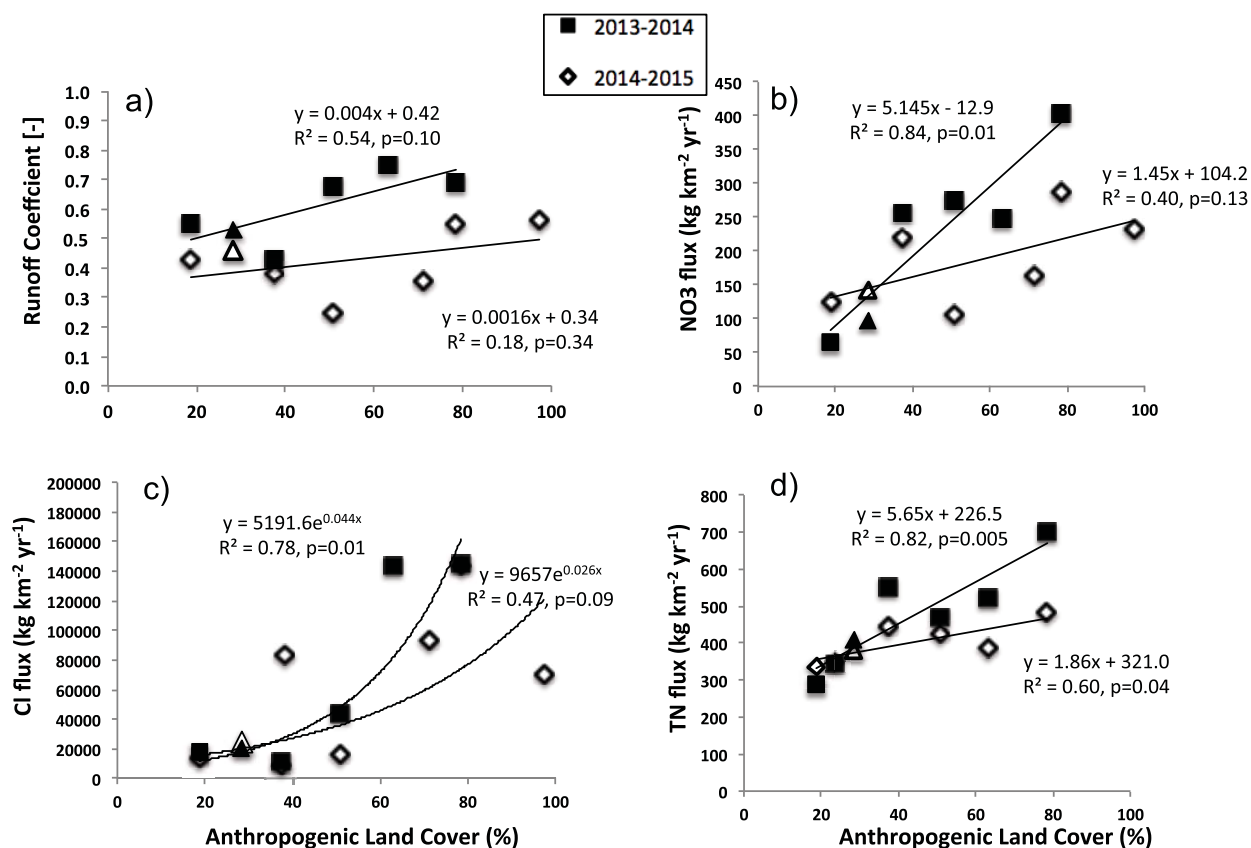 2013-2014
2014-2015
a)
y = 0.004x + 0.42
R² = 0.54, p=0.10
1.0
0.9
0.8
0.7
0.6
0.5
0.4
0.3
0.2
0.1
0.0
Runoff Coeffcient [-]
y = 0.0016x + 0.34
R² = 0.18, p=0.34
0 20 40 60 80 100
b)
y = 5.145x - 12.9
R² = 0.84, p=0.01
y = 1.45x + 104.2
R² = 0.40, p=0.13
450
400
350
300
250
200
150
100
50
0
NO3 flux (kg km⁻² yr⁻¹)
0 20 40 60 80 100
c)
y = 5191.6e^0.044x
R² = 0.78, p=0.01
y = 9657e^0.026x
R² = 0.47, p=0.09
200000
180000
160000
140000
120000
100000
80000
60000
40000
20000
0
Cl flux (kg km⁻² yr⁻¹)
0 20 40 60 80 100
Anthropogenic Land Cover (%)
d)
y = 5.65x + 226.5
R² = 0.82, p=0.005
y = 1.86x + 321.0
R² = 0.60, p=0.04
800
700
600
500
400
300
200
100
0
TN flux (kg km⁻² yr⁻¹)
0 20 40 60 80 100
Anthropogenic Land Cover (%)